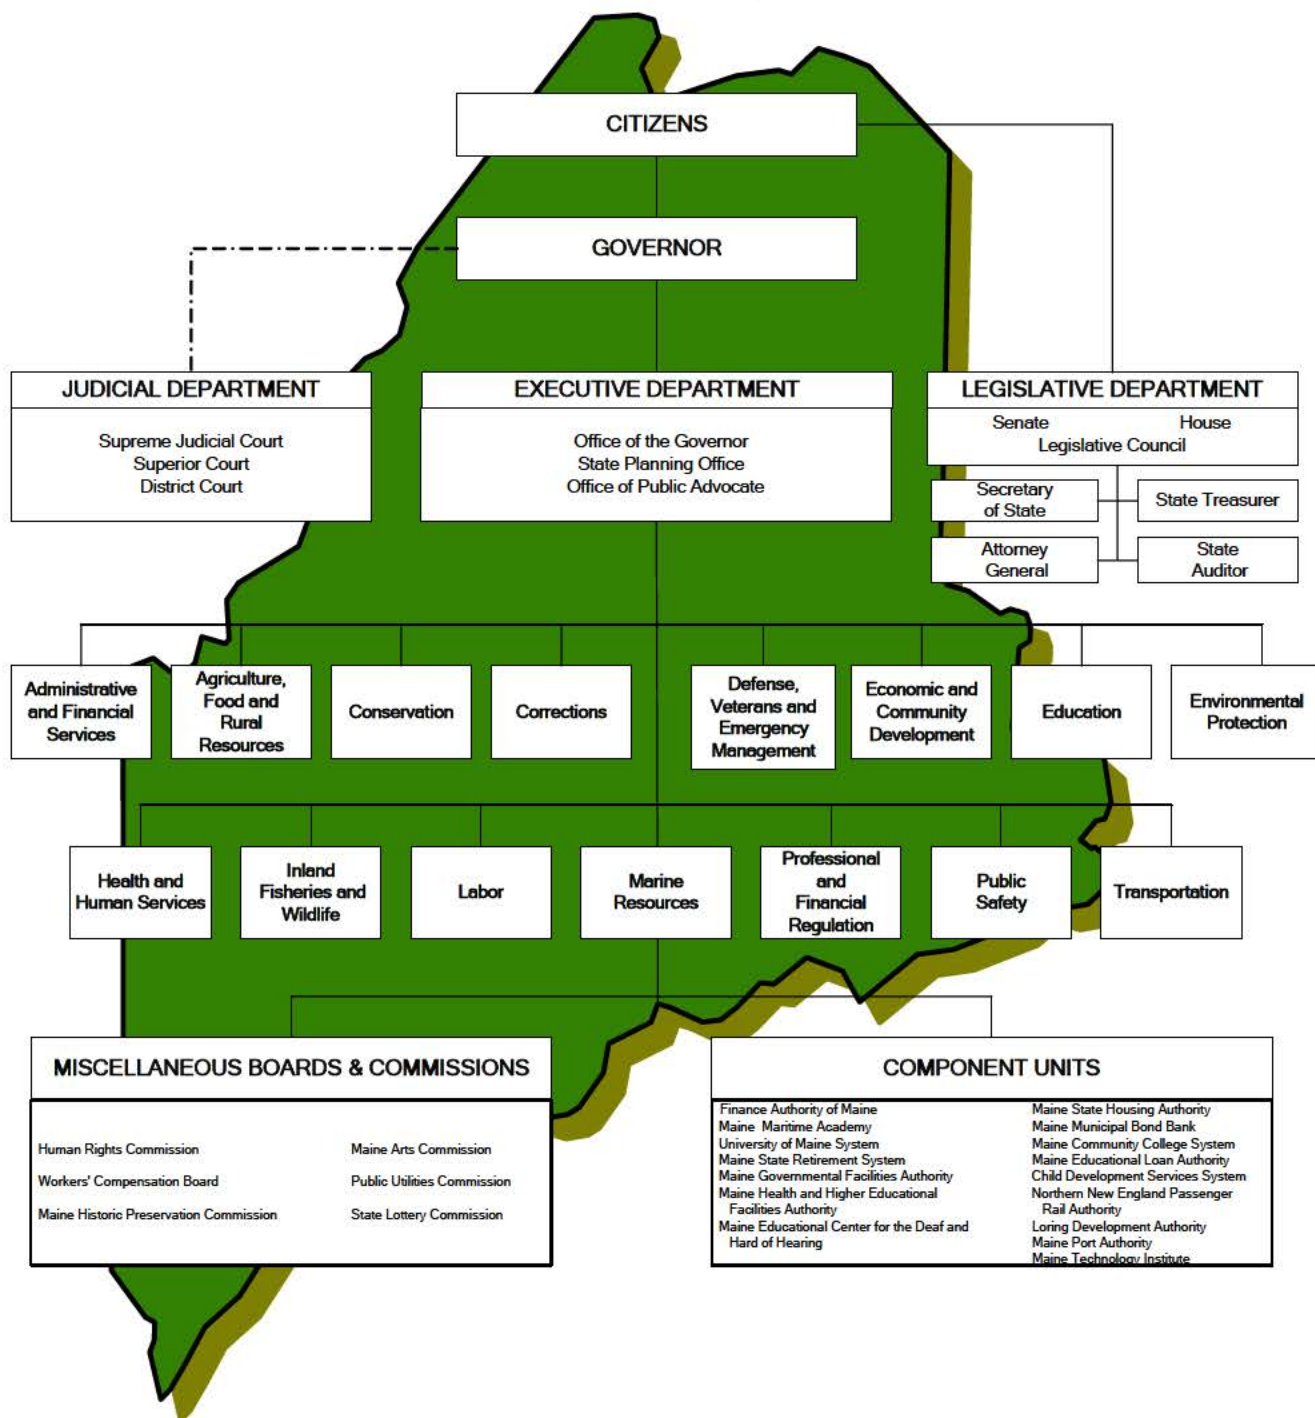 CITIZENS
GOVERNOR
JUDICIAL DEPARTMENT
Supreme Judicial Court
Superior Court
District Court
EXECUTIVE DEPARTMENT
Office of the Governor
State Planning Office
Office of Public Advocate
LEGISLATIVE DEPARTMENT
Senate House
Legislative Council
Secretary
of State
State Treasurer
Attorney
General
State
Auditor
Administrative
and Financial
Services
Agriculture,
Food and
Rural
Resources
Conservation
Corrections
Defense,
Veterans and
Emergency
Management
Economic and
Community
Development
Education
Environmental
Protection
Health and
Human Services
Inland
Fisheries and
Wildlife
Labor
Marine
Resources
Professional
and
Financial
Regulation
Public
Safety
Transportation
MISCELLANEOUS BOARDS & COMMISSIONS
Human Rights Commission
Workers' Compensation Board
Maine Historic Preservation Commission
Maine Arts Commission
Public Utilities Commission
State Lottery Commission
COMPONENT UNITS
Finance Authority of Maine
Maine Maritime Academy
University of Maine System
Maine State Retirement System
Maine Governmental Facilities Authority
Maine Health and Higher Educational
Facilities Authority
Maine Educational Center for the Deaf and
Hard of Hearing
Maine State Housing Authority
Maine Municipal Bond Bank
Maine Community College System
Maine Educational Loan Authority
Child Development Services System
Northern New England Passenger
Rail Authority
Loring Development Authority
Maine Port Authority
Maine Technology Institute